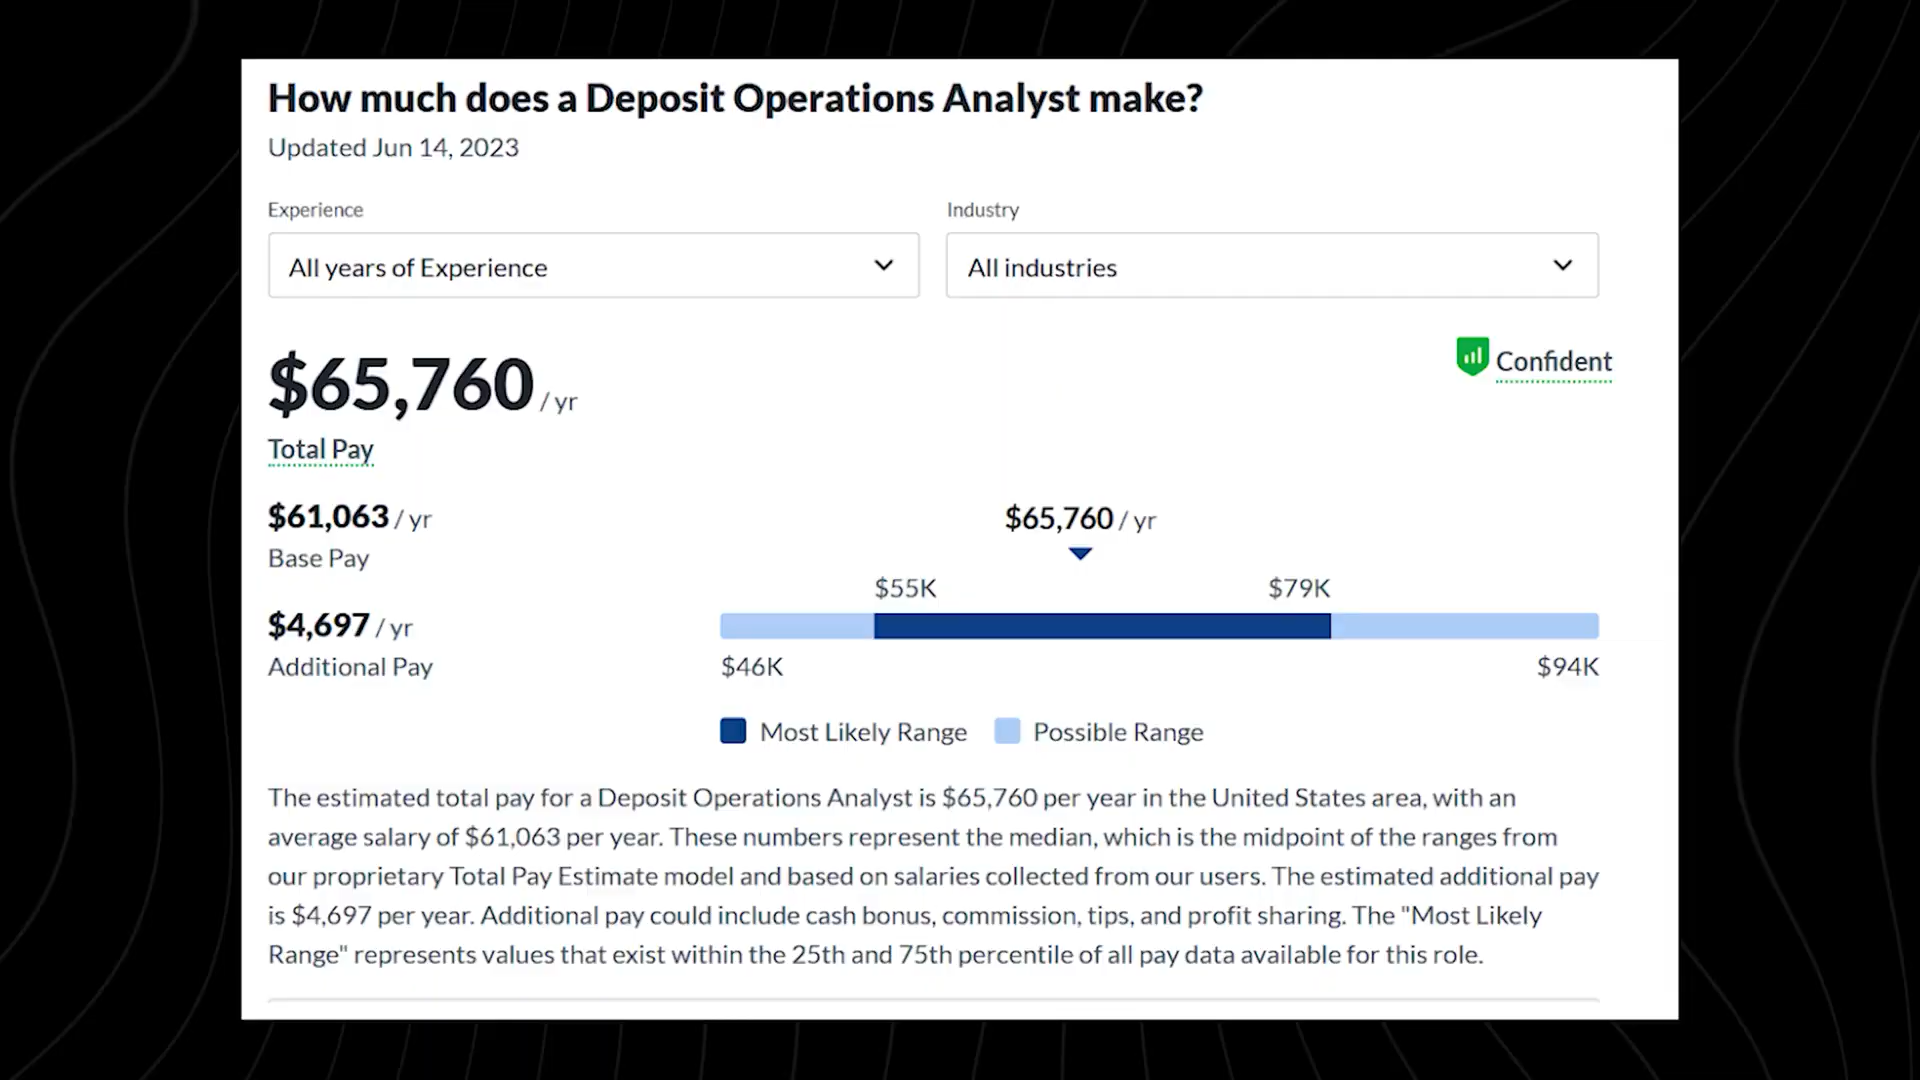 How much does a Deposit Operations Analyst make?
Updated Jun 14, 2023
Experience
Industry
All years of Experience
All industries
$65,760 / yr
Confident
Total Pay
$61,063 / yr
Base Pay
$65,760 / yr
$55K
$79K
$4,697 / yr
Additional Pay
$46K
$94K
Most Likely Range
Possible Range
The estimated total pay for a Deposit Operations Analyst is $65,760 per year in the United States area, with an
average salary of $61,063 per year. These numbers represent the median, which is the midpoint of the ranges from
our proprietary Total Pay Estimate model and based on salaries collected from our users. The estimated additional pay
is $4,697 per year. Additional pay could include cash bonus, commission, tips, and profit sharing. The "Most Likely
Range" represents values that exist within the 25th and 75th percentile of all pay data available for this role.